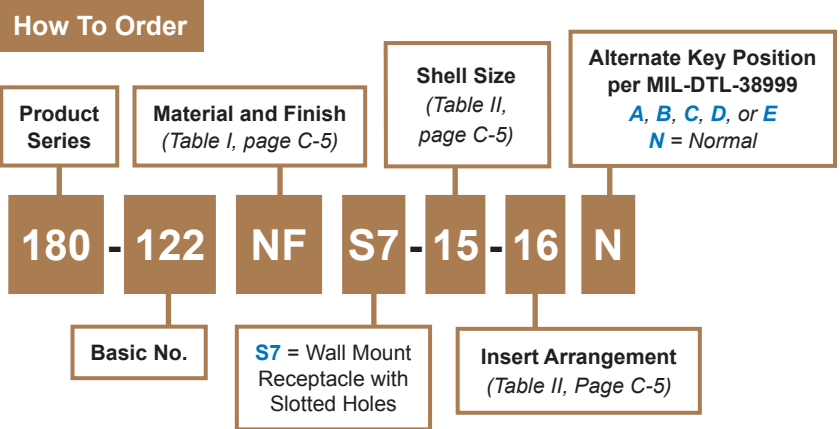 How To Order
Product
Series
Material and Finish
(Table I, page C-5)
Shell Size
(Table II,
page C-5)
Alternate Key Position
per MIL-DTL-38999
A, B, C, D, or E
N = Normal
180 - 122 NF S7 - 15 - 16 N
Basic No.
S7 = Wall Mount
Receptacle with
Slotted Holes
Insert Arrangement
(Table II, Page C-5)